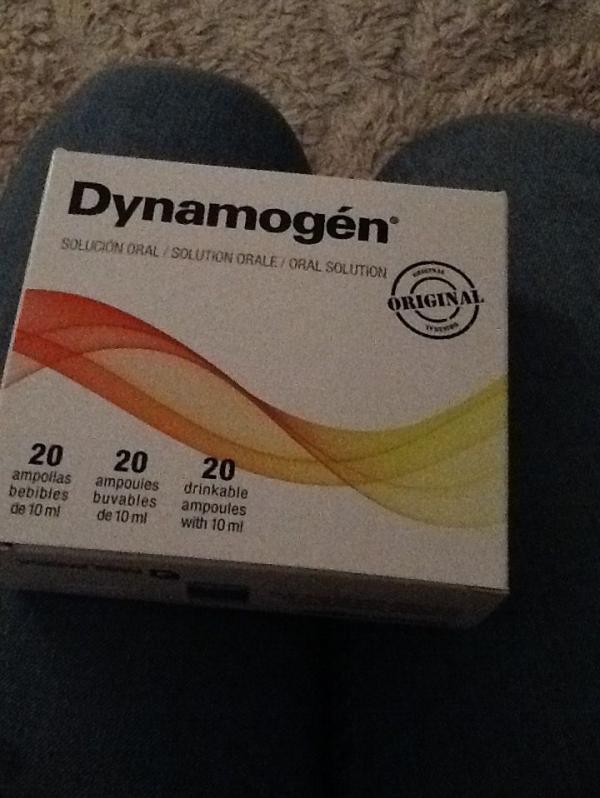 Dynamogén®
SOLUCIÓN ORAL / SOLUTION ORALE / ORAL SOLUTION
ORIGINAL
ORIGINAL
20
ampollas
bebibles
de 10 ml
20
ampoules
buvables
de 10 ml
20
drinkable
ampoules
with 10 ml